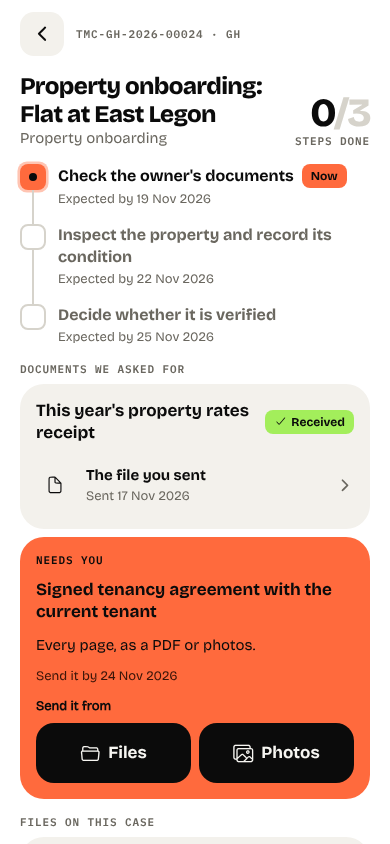 TMC-GH-2026-00024 · GH
Property onboarding:
Flat at East Legon
Property onboarding
0/3
STEPS DONE
Check the owner's documents
Now
Expected by 19 Nov 2026
Inspect the property and record its
condition
Expected by 22 Nov 2026
Decide whether it is verified
Expected by 25 Nov 2026
DOCUMENTS WE ASKED FOR
This year's property rates
receipt
Received
The file you sent
Sent 17 Nov 2026
NEEDS YOU
Signed tenancy agreement with the
current tenant
Every page, as a PDF or photos.
Send it by 24 Nov 2026
Send it from
Files
Photos
FILES ON THIS CASE